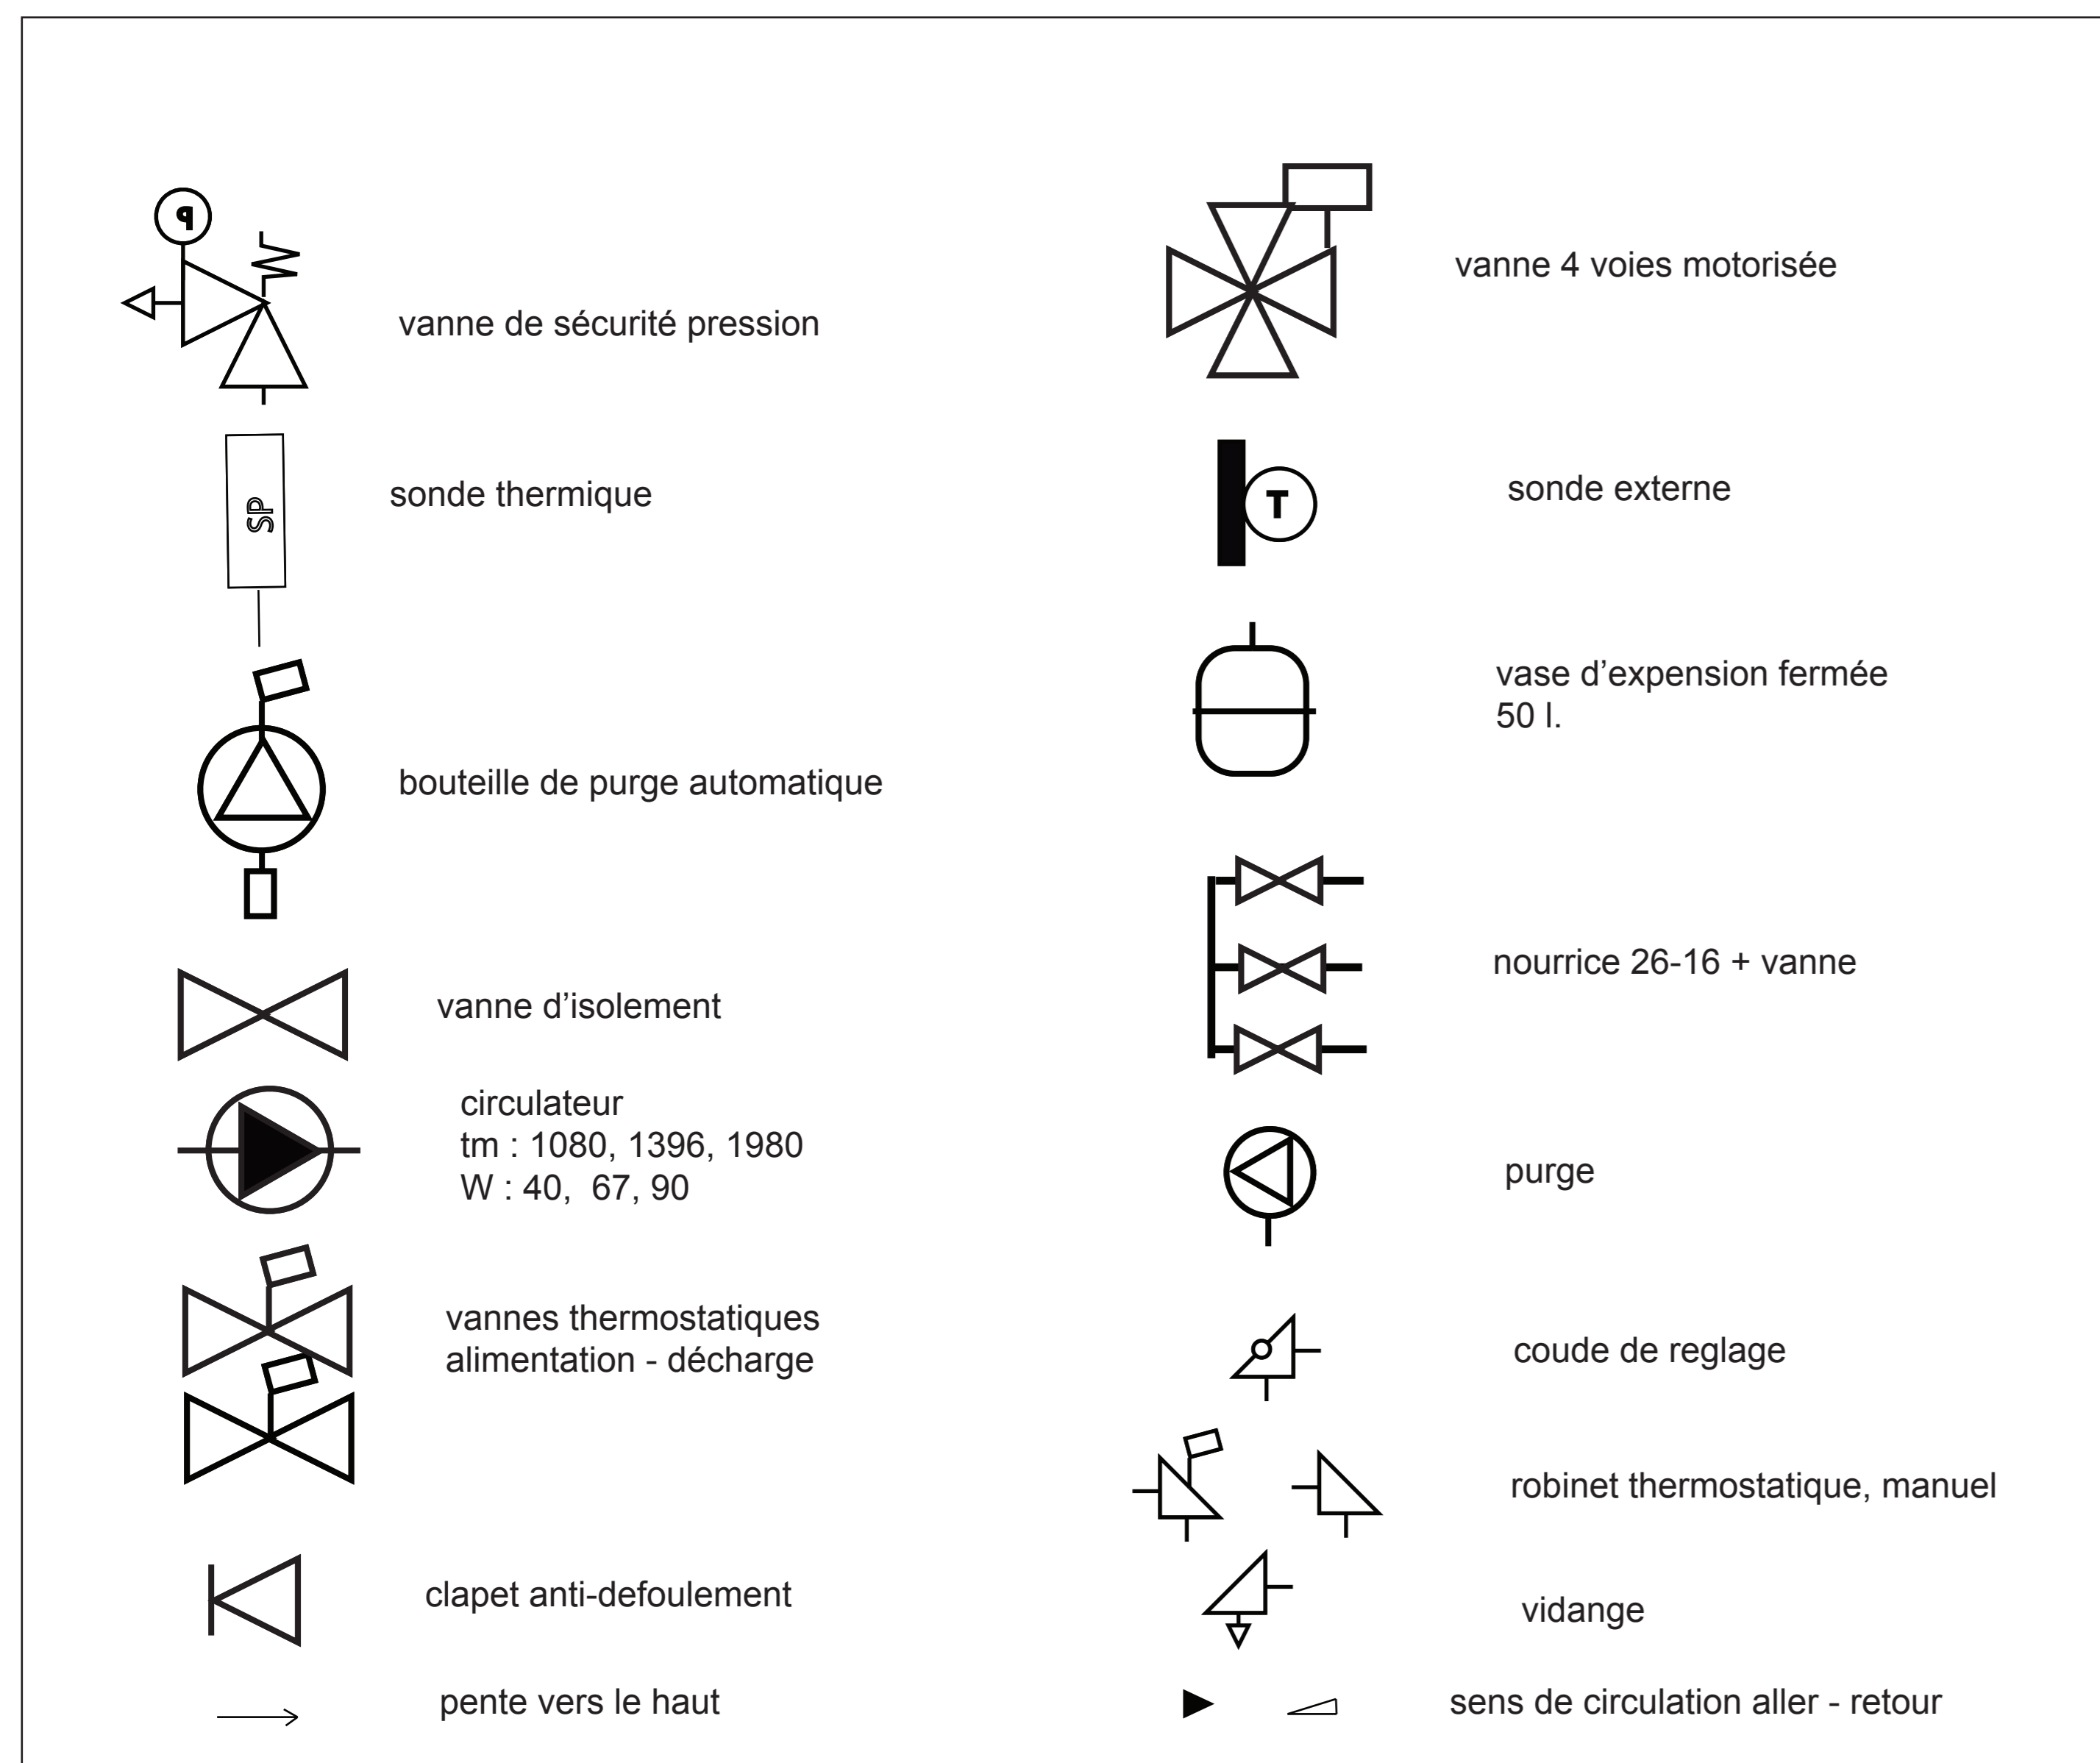 P
vanne de sécurité pression
SP
sonde thermique
bouteille de purge automatique
vanne d’isolement
circulateur
tm : 1080, 1396, 1980
W : 40,  67, 90
vannes thermostatiques
alimentation - décharge
clapet anti-defoulement
pente vers le haut
vanne 4 voies motorisée
T
sonde externe
vase d’expension fermée
50 l.
nourrice 26-16 + vanne
purge
coude de reglage
robinet thermostatique, manuel
vidange
sens de circulation aller - retour